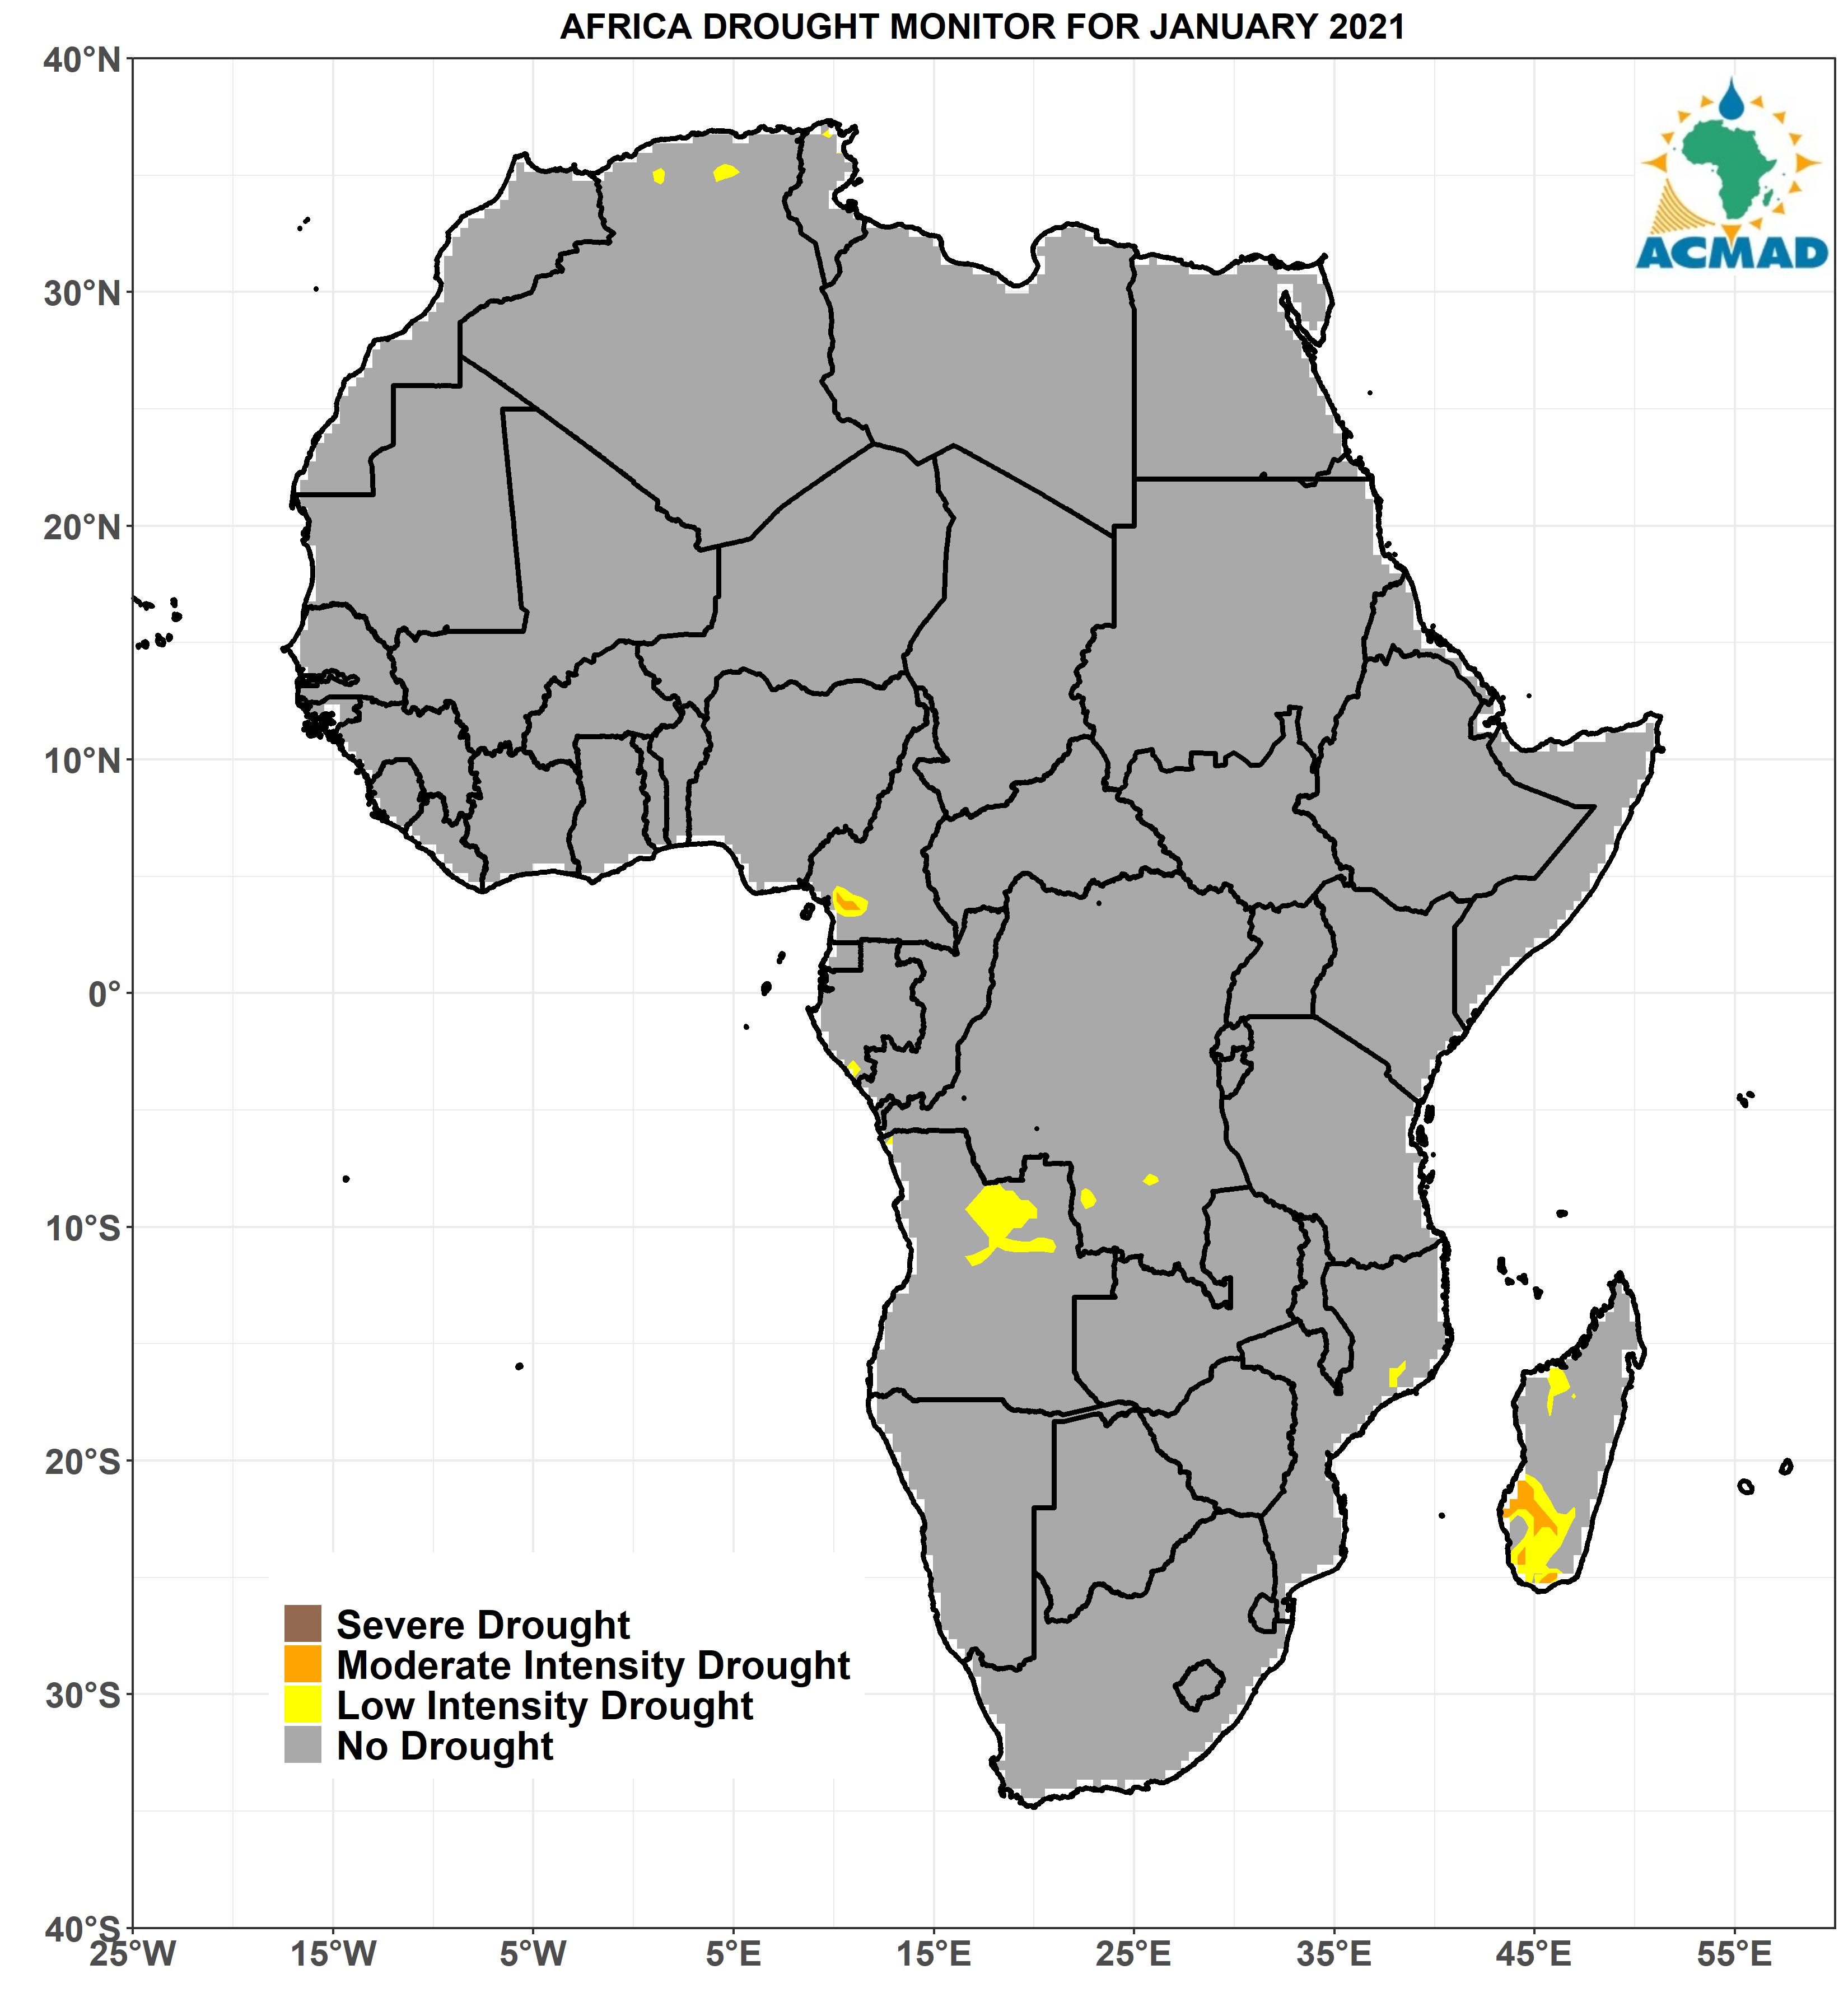 AFRICA DROUGHT MONITOR FOR JANUARY 2021
40°N
30°N
20°N
10°N
0°
10°S
20°S
30°S
40°S
25°W
15°W
5°W
5°E
15°E
25°E
35°E
45°E
55°E
ACMAD
Severe Drought
Moderate Intensity Drought
Low Intensity Drought
No Drought